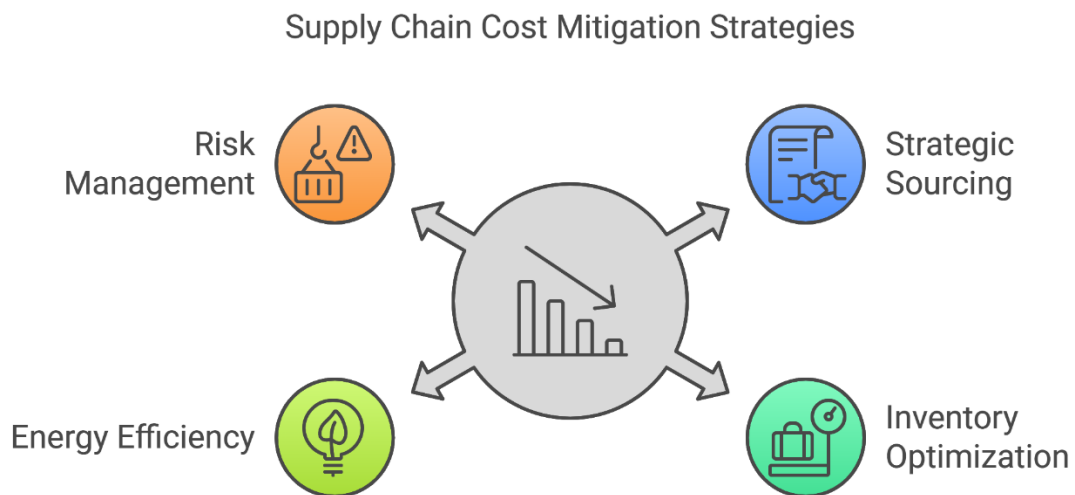 Supply Chain Cost Mitigation Strategies
Risk
Management
Strategic
Sourcing
Energy Efficiency
Inventory
Optimization